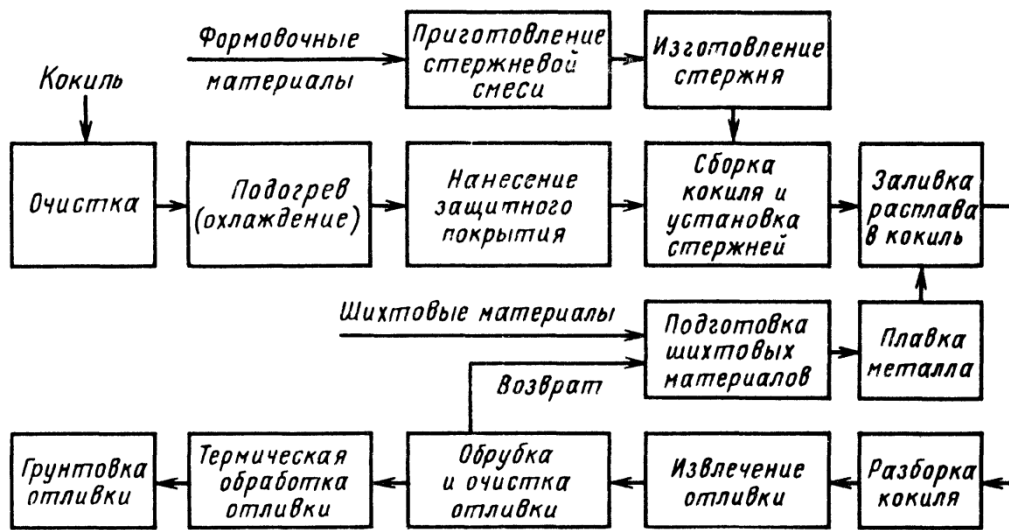 Формовочные
материалы
Приготовление
стержневой
смеси
Изготовление
стержня
Кокиль
Очистка
Подогрев
(охлаждение)
Нанесение
защитного
покрытия
Сборка
кокиля и
установка
стержней
Заливка
расплава
в кокиль
Шихтовые материалы
Возврат
Подготовка
шихтовых
материалов
Плавка
металла
Грунтовка
отливки
Термическая
обработка
отливки
Обрубка
и очистка
отливки
Извлечение
отливки
Разборка
кокиля